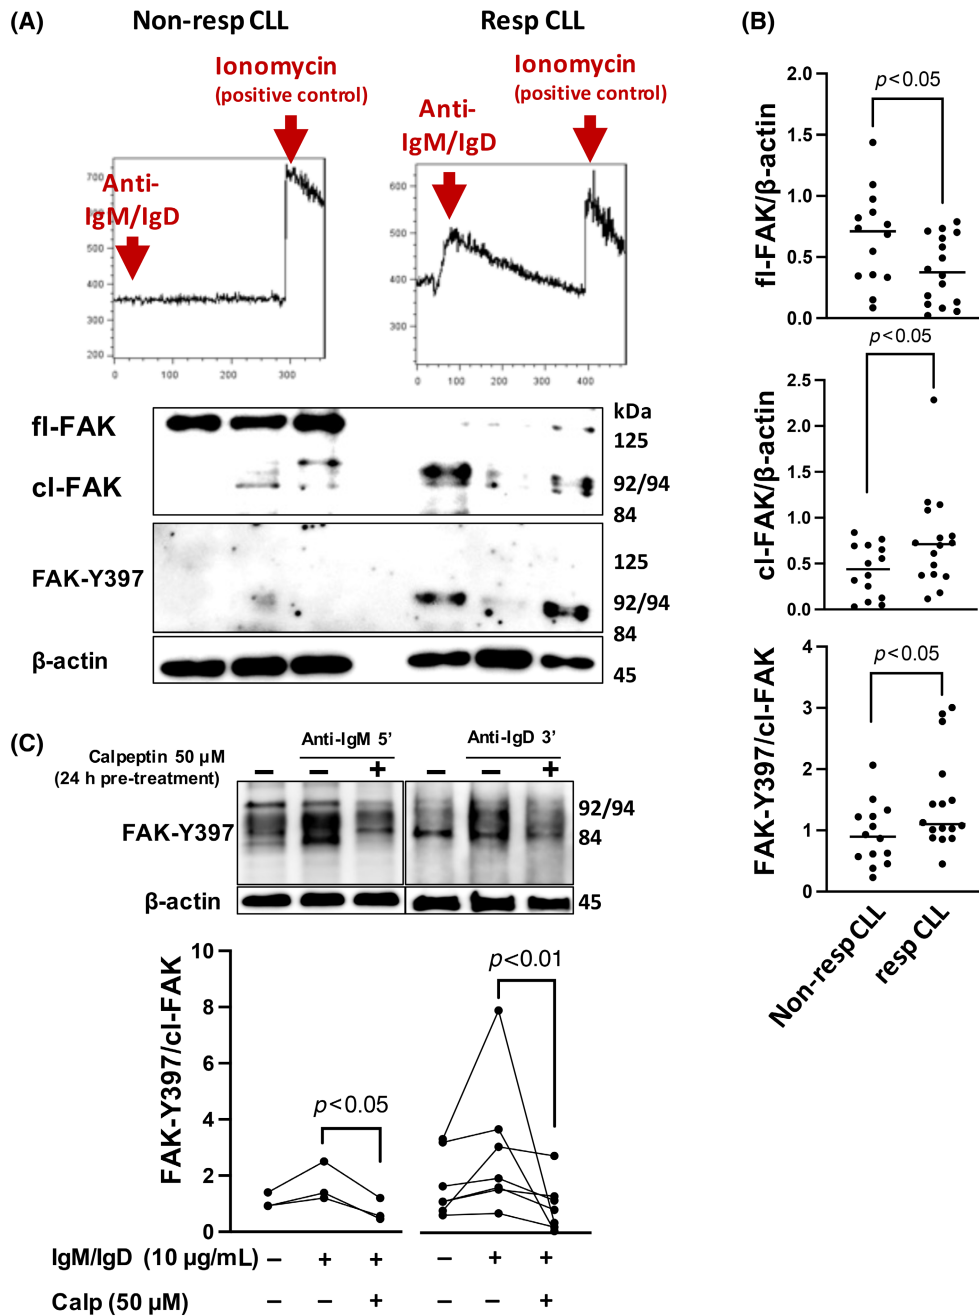 (A)
Non-resp CLL
Resp CLL
Ionomycin
(positive control)
Anti-
IgM/IgD
700
500
400
300
200
0
100
200
300
Ionomycin
(positive control)
Anti-
IgM/IgD
600
500
400
300
0
100
200
300
400
500
fl-FAK
cl-FAK
kDa
125
92/94
84
FAK-Y397
125
92/94
84
β-actin
45
(B)
fl-FAK/β-actin
2.0
1.5
1.0
0.5
0.0
p<0.05
cl-FAK/β-actin
2.5
2.0
1.5
1.0
0.5
0.0
p<0.05
FAK-Y397/cl-FAK
4
3
2
1
0
p<0.05
Non-resp CLL
resp CLL
(C)
Anti-IgM 5’
Anti-IgD 3’
Calpeptin 50 µM
(24 h pre-treatment)
– – + – – +
FAK-Y397
92/94
84
β-actin
45
FAK-Y397/cl-FAK
10
8
6
4
2
0
p<0.05
p<0.01
IgM/IgD (10 µg/mL) – + + – + +
Calp (50 µM) – – + – – +